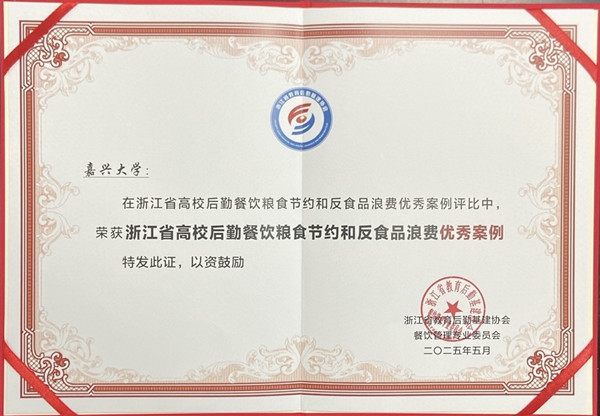 嘉兴大学：
在浙江省高校后勤餐饮粮食节约和反食品浪费优秀案例评比中，
荣获 浙江省高校后勤餐饮粮食节约和反食品浪费优秀案例
特发此证，以资鼓励
浙江省教育后勤基建协会
餐饮管理专业委员会
二〇二五年五月